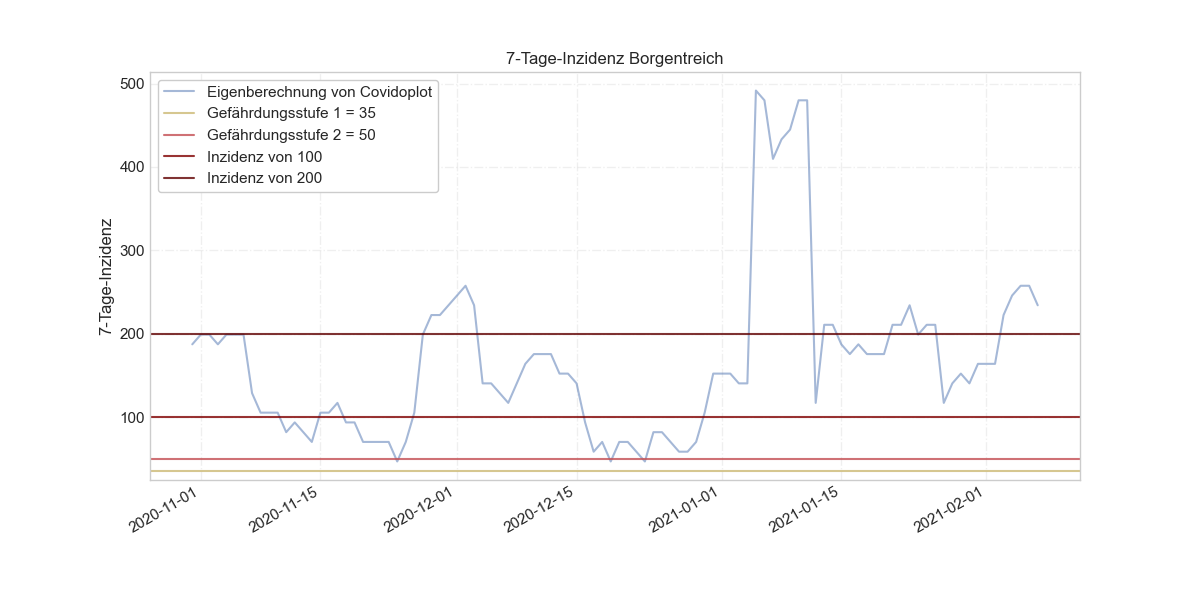 7-Tage-Inzidenz Borgentreich
Eigenberechnung von Covidoplot
Gefährdungsstufe 1 = 35
Gefährdungsstufe 2 = 50
Inzidenz von 100
Inzidenz von 200
7-Tage-Inzidenz
500
400
300
200
100
2020-11-01
2020-11-15
2020-12-01
2020-12-15
2021-01-01
2021-01-15
2021-02-01